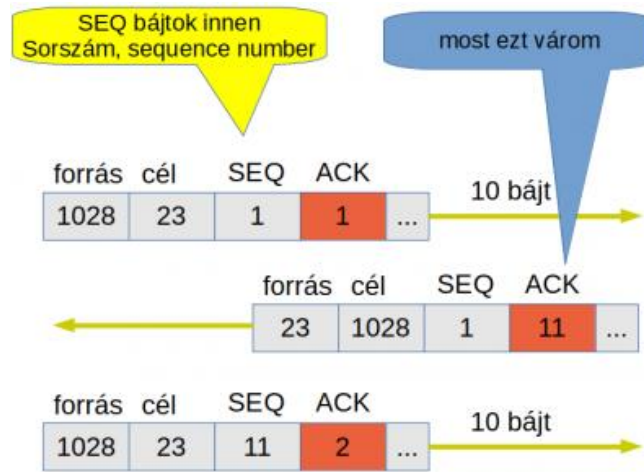 SEQ bájtok innen
Sorszám, sequence number
most ezt várom
forrás cél SEQ ACK
10 bájt
1028 23 1 1 ...
forrás cél SEQ ACK
23 1028 1 11 ...
forrás cél SEQ ACK
10 bájt
1028 23 11 2 ...